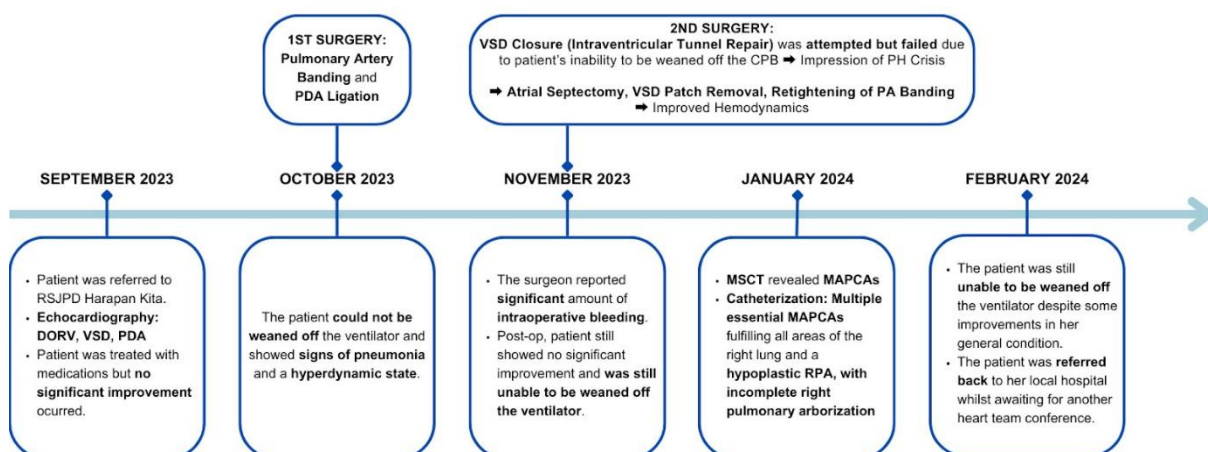 1ST SURGERY:
Pulmonary Artery
Banding and
PDA Ligation
2ND SURGERY:
VSD Closure (Intraventricular Tunnel Repair) was attempted but failed due
to patient's inability to be weaned off the CPB ➡ Impression of PH Crisis
➡ Atrial Septectomy, VSD Patch Removal, Retightening of PA Banding
➡ Improved Hemodynamics
SEPTEMBER 2023
OCTOBER 2023
NOVEMBER 2023
JANUARY 2024
FEBRUARY 2024
• Patient was referred to
RSJPD Harapan Kita.
• Echocardiography:
DORV, VSD, PDA
• Patient was treated with
medications but no
significant improvement
ocurred.
The patient could not be
weaned off the ventilator and
showed signs of pneumonia
and a hyperdynamic state.
• The surgeon reported
significant amount of
intraoperative bleeding.
• Post-op, patient still
showed no significant
improvement and was still
unable to be weaned off
the ventilator.
• MSCT revealed MAPCAs
• Catheterization: Multiple
essential MAPCAs
fulfilling all areas of the
right lung and a
hypoplastic RPA, with
incomplete right
pulmonary arborization
• The patient was still
unable to be weaned off
the ventilator despite some
improvements in her
general condition.
• The patient was referred
back to her local hospital
whilst awaiting for another
heart team conference.